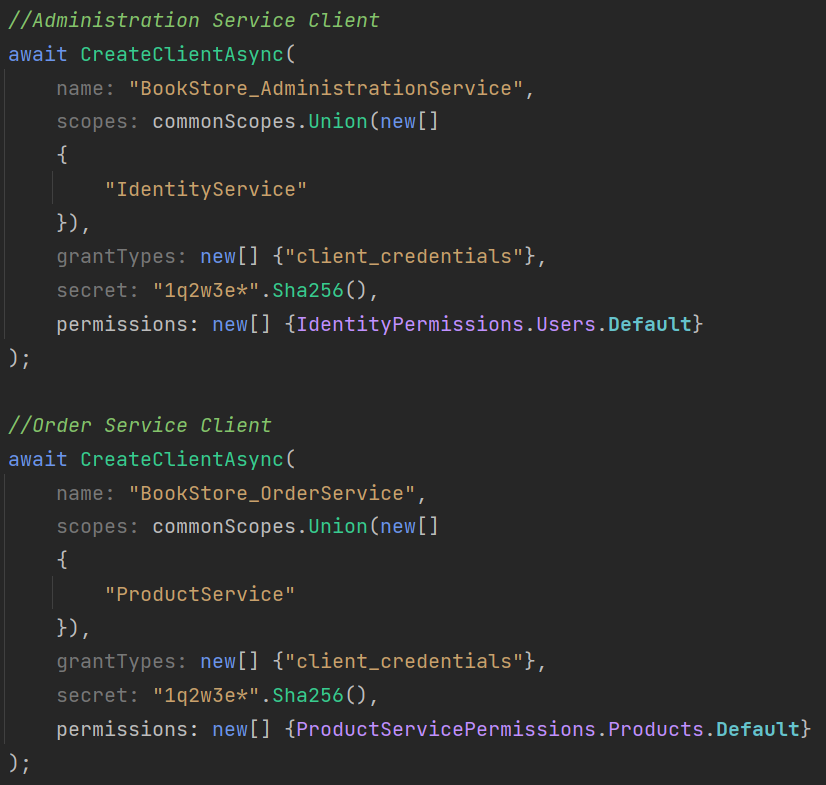 //Administration Service Client
await CreateClientAsync(
    name: "BookStore_AdministrationService",
    scopes: commonScopes.Union(new[]
    {
        "IdentityService"
    }),
    grantTypes: new[] {"client_credentials"},
    secret: "1q2w3e*".Sha256(),
    permissions: new[] {IdentityPermissions.Users.Default}
);

//Order Service Client
await CreateClientAsync(
    name: "BookStore_OrderService",
    scopes: commonScopes.Union(new[]
    {
        "ProductService"
    }),
    grantTypes: new[] {"client_credentials"},
    secret: "1q2w3e*".Sha256(),
    permissions: new[] {ProductServicePermissions.Products.Default}
);